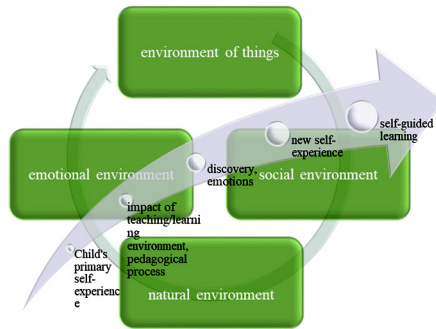 environment of things
self-guided
learning
new self-
experience
emotional environment
discovery,
emotions
social environment
impact of
teaching/learni
ng
environment,
pedagogical
process
Child's
primary
self-
experienc
e
natural environment